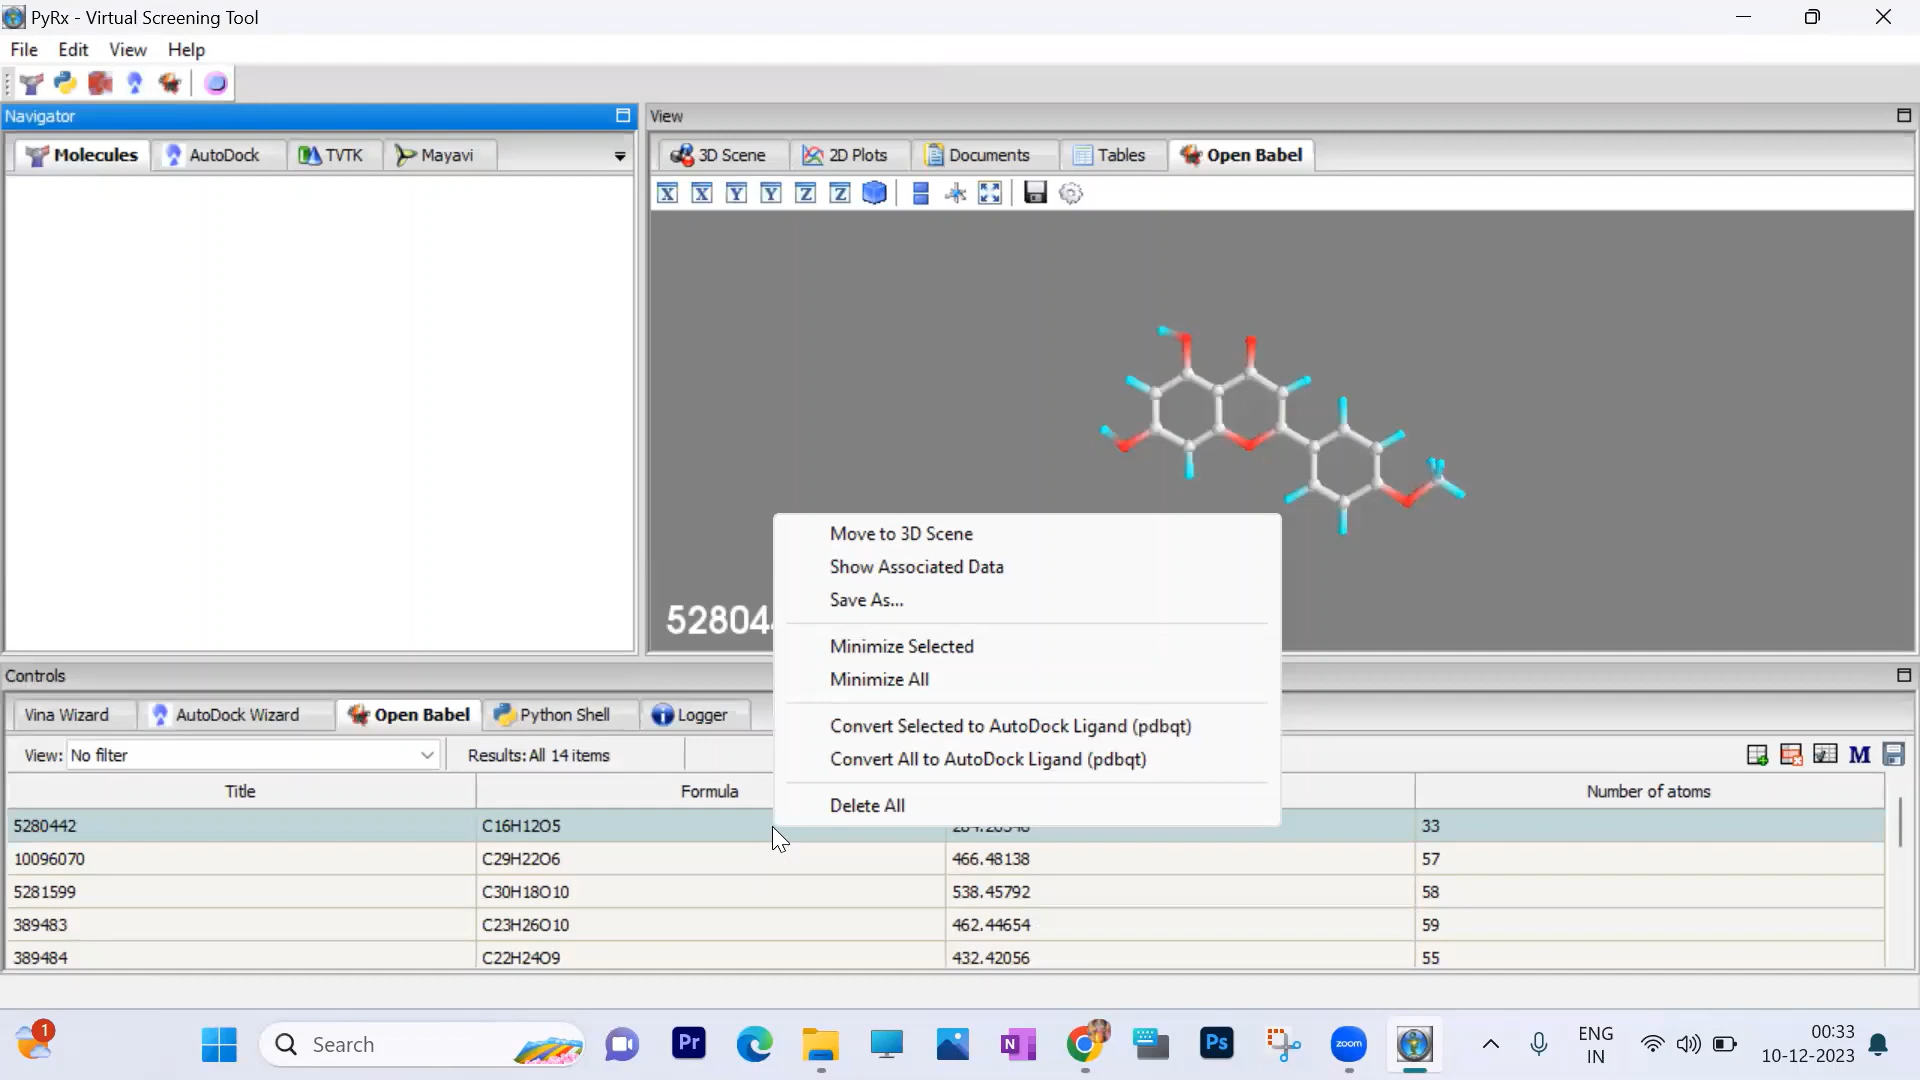 PyRx - Virtual Screening Tool
File Edit View Help
Navigator
View
Molecules AutoDock TVTK Mayavi
3D Scene 2D Plots Documents Tables Open Babel
X X Y Y Z Z
Move to 3D Scene
Show Associated Data
Save As...
Minimize Selected
Minimize All
Convert Selected to AutoDock Ligand (pdbqt)
Convert All to AutoDock Ligand (pdbqt)
Delete All
Controls
Vina Wizard AutoDock Wizard Open Babel Python Shell Logger
View: No filter Results: All 14 items M
Title Formula Number of atoms
5280442 C16H12O5 33
10096070 C29H22O6 466.48138 57
5281599 C30H18O10 538.45792 58
389483 C23H26O10 462.44654 59
389484 C22H24O9 432.42056 55
1 Search Pr N Ps zoom ENG IN 00:33
10-12-2023